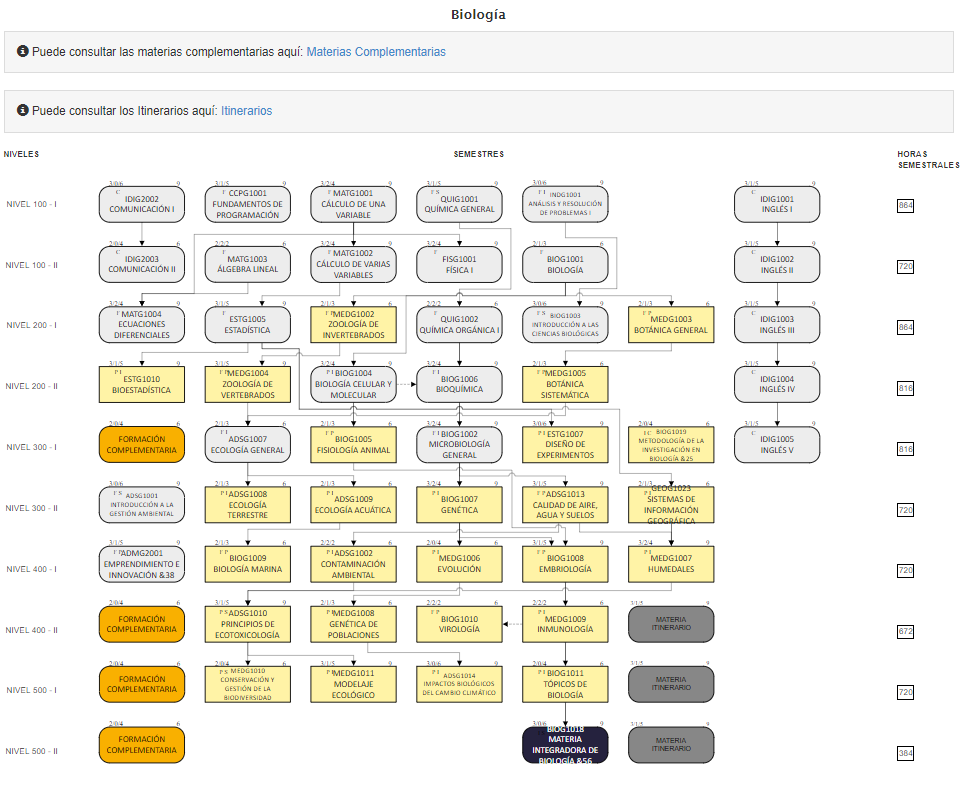 Biología
Puede consultar las materias complementarias aquí: Materias Complementarias
Puede consultar los Itinerarios aquí: Itinerarios
NIVELES
SEMESTRES
HORAS
SEMESTRALES
NIVEL 100 - I
3/0/6 9
C
IDIG2002
COMUNICACIÓN I
3/1/5 9
F
CCPG1001
FUNDAMENTOS DE
PROGRAMACIÓN
3/2/4 9
F
MATG1001
CÁLCULO DE UNA
VARIABLE
3/1/5 9
F S
QUIG1001
QUÍMICA GENERAL
3/0/6 9
F I
INDG1001
ANÁLISIS Y RESOLUCIÓN
DE PROBLEMAS I
3/1/5 9
C
IDIG1001
INGLÉS I
864
NIVEL 100 - II
2/0/4 6
C
IDIG2003
COMUNICACIÓN II
2/2/2 6
F
MATG1003
ÁLGEBRA LINEAL
3/2/4 9
F
MATG1002
CÁLCULO DE VARIAS
VARIABLES
3/2/4 9
F
FISG1001
FÍSICA I
2/1/3 6
F
BIOG1001
BIOLOGÍA
3/1/5 9
C
IDIG1002
INGLÉS II
720
NIVEL 200 - I
3/2/4 9
F
MATG1004
ECUACIONES
DIFERENCIALES
3/1/5 9
F
ESTG1005
ESTADÍSTICA
2/1/3 6
F P
MEDG1002
ZOOLOGÍA DE
INVERTEBRADOS
2/2/2 6
F
QUIG1002
QUÍMICA ORGÁNICA I
3/0/6 9
F S
BIOG1003
INTRODUCCIÓN A LAS
CIENCIAS BIOLÓGICAS
2/1/3 6
F P
MEDG1003
BOTÁNICA GENERAL
3/1/5 9
C
IDIG1003
INGLÉS III
864
NIVEL 200 - II
3/1/5 9
P I
ESTG1010
BIOESTADÍSTICA
3/1/5 9
F P
MEDG1004
ZOOLOGÍA DE
VERTEBRADOS
3/2/4 9
P I
BIOG1004
BIOLOGÍA CELULAR Y
MOLECULAR
3/2/4 9
F I
BIOG1006
BIOQUÍMICA
2/1/3 6
F P
MEDG1005
BOTÁNICA
SISTEMÁTICA
3/1/5 9
C
IDIG1004
INGLÉS IV
816
NIVEL 300 - I
2/0/4 6
FORMACIÓN
COMPLEMENTARIA
2/1/3 6
F I
ADSG1007
ECOLOGÍA GENERAL
2/1/3 6
F P
BIOG1005
FISIOLOGÍA ANIMAL
3/2/4 9
F I
BIOG1002
MICROBIOLOGÍA
GENERAL
3/0/6 9
P I
ESTG1007
DISEÑO DE
EXPERIMENTOS
2/0/4 6
I C
BIOG1019
METODOLOGÍA DE LA
INVESTIGACIÓN EN
BIOLOGÍA &25
3/1/5 9
C
IDIG1005
INGLÉS V
816
NIVEL 300 - II
3/0/6 9
F S
ADSG1001
INTRODUCCIÓN A LA
GESTIÓN AMBIENTAL
2/1/3 6
P I
ADSG1008
ECOLOGÍA
TERRESTRE
2/1/3 6
P I
ADSG1009
ECOLOGÍA ACUÁTICA
3/2/4 9
P I
BIOG1007
GENÉTICA
2/1/3 6
F P
ADSG1013
CALIDAD DE AIRE,
AGUA Y SUELOS
2/1/3 6
P I
GEOG1023
SISTEMAS DE
INFORMACIÓN
GEOGRÁFICA
720
NIVEL 400 - I
3/1/5 9
F P
ADMG2001
EMPRENDIMIENTO E
INNOVACIÓN &38
2/1/3 6
F P
BIOG1009
BIOLOGÍA MARINA
2/2/2 6
P I
ADSG1002
CONTAMINACIÓN
AMBIENTAL
2/0/4 6
P I
MEDG1006
EVOLUCIÓN
3/1/5 9
F P
BIOG1008
EMBRIOLOGÍA
3/2/4 9
P I
MEDG1007
HUMEDALES
720
NIVEL 400 - II
2/0/4 6
FORMACIÓN
COMPLEMENTARIA
3/1/5 9
P S
ADSG1010
PRINCIPIOS DE
ECOTOXICOLOGÍA
2/1/3 6
MEDG1008
GENÉTICA DE
POBLACIONES
2/2/2 6
F P
BIOG1010
VIROLOGÍA
2/2/2 6
P I
MEDG1009
INMUNOLOGÍA
3/1/5 9
MATERIA
ITINERARIO
672
NIVEL 500 - I
2/0/4 6
FORMACIÓN
COMPLEMENTARIA
2/0/4 6
P S
MEDG1010
CONSERVACIÓN Y
GESTIÓN DE LA
BIODIVERSIDAD
3/1/5 9
MEDG1011
MODELAJE
ECOLÓGICO
3/0/6 9
P I
ADSG1014
IMPACTOS BIOLÓGICOS
DEL CAMBIO CLIMÁTICO
2/1/3 6
P I
BIOG1011
TÓPICOS DE
BIOLOGÍA
3/1/5 9
MATERIA
ITINERARIO
720
NIVEL 500 - II
2/0/4 6
FORMACIÓN
COMPLEMENTARIA
3/0/6 9
BIOG1018
MATERIA
INTEGRADORA DE
BIOLOGÍA &56
3/1/5 9
MATERIA
ITINERARIO
384